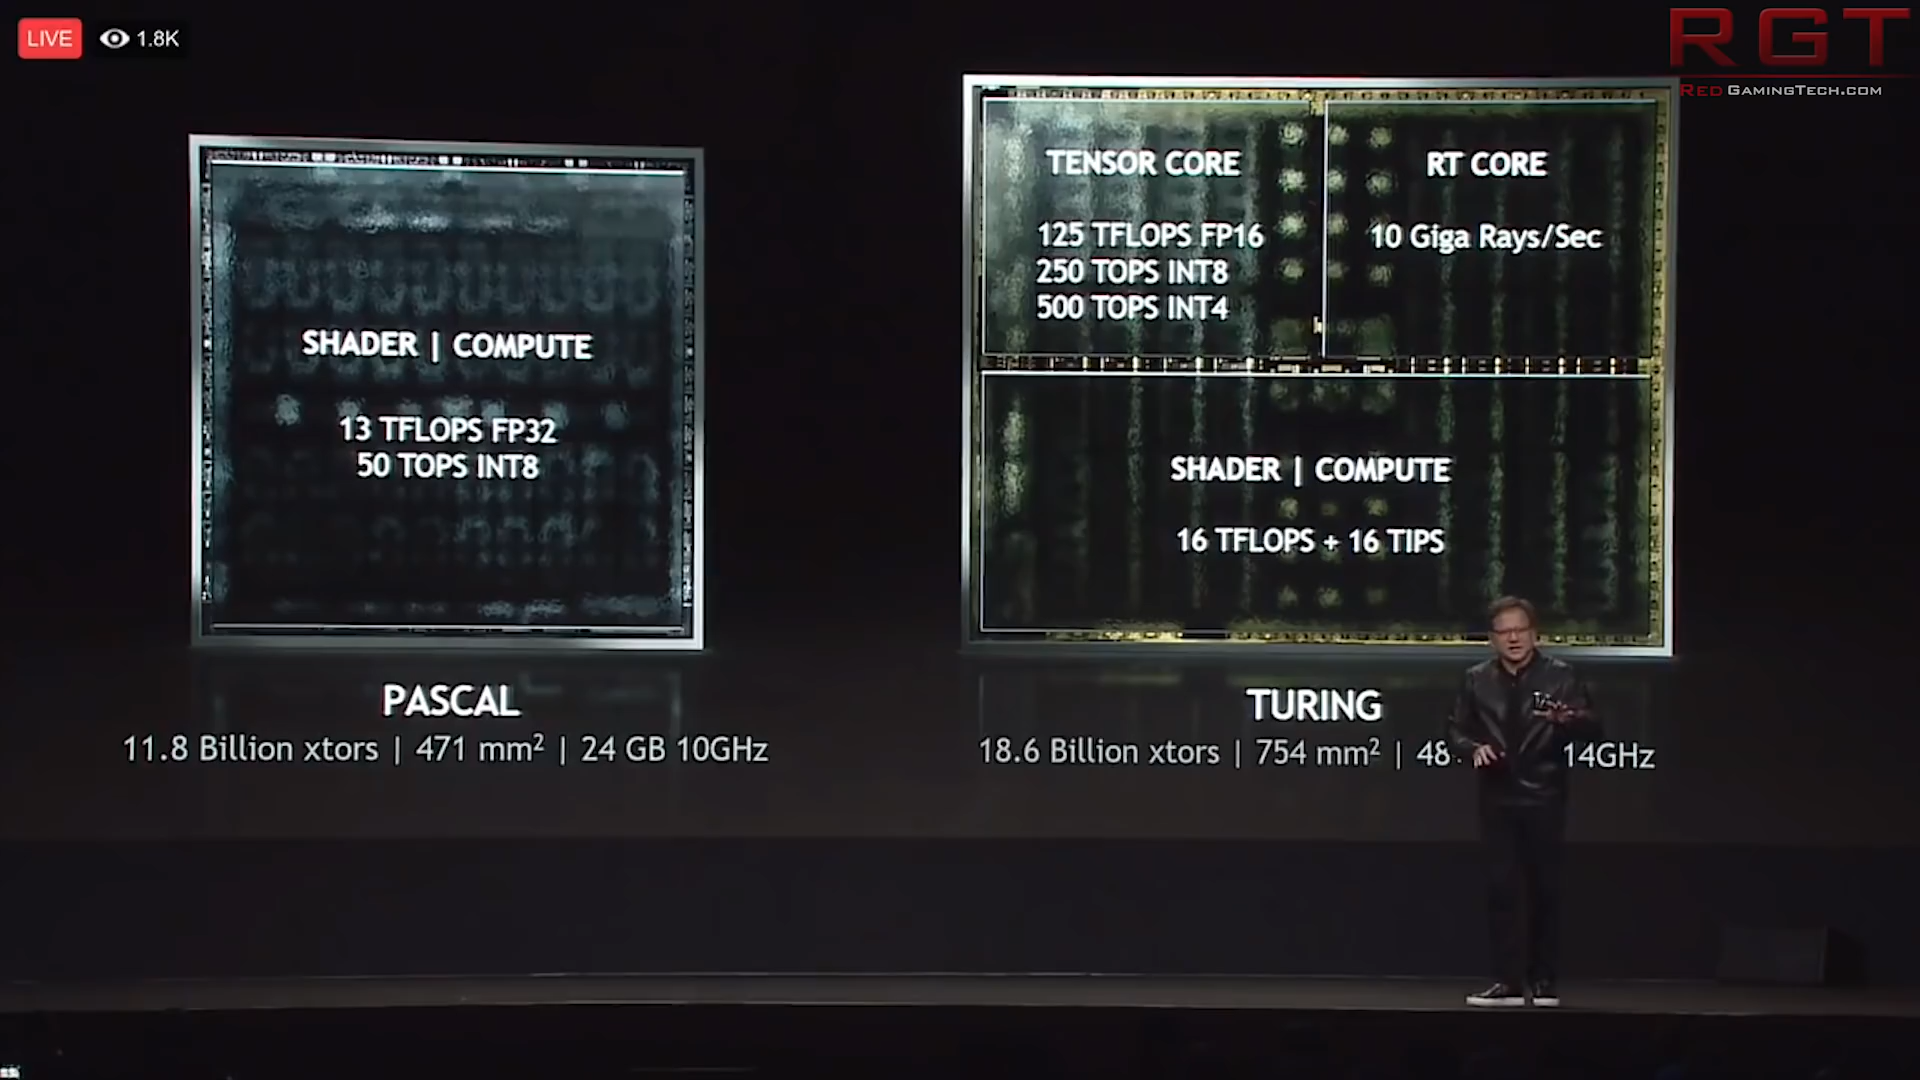 LIVE 1.8K
RGT
RED GAMINGTECH.COM
SHADER | COMPUTE
13 TFLOPS FP32
50 TOPS INT8
PASCAL
11.8 Billion xtors | 471 mm² | 24 GB 10GHz
TENSOR CORE
125 TFLOPS FP16
250 TOPS INT8
500 TOPS INT4
RT CORE
10 Giga Rays/Sec
SHADER | COMPUTE
16 TFLOPS + 16 TIPS
TURING
18.6 Billion xtors | 754 mm² | 48 14GHz